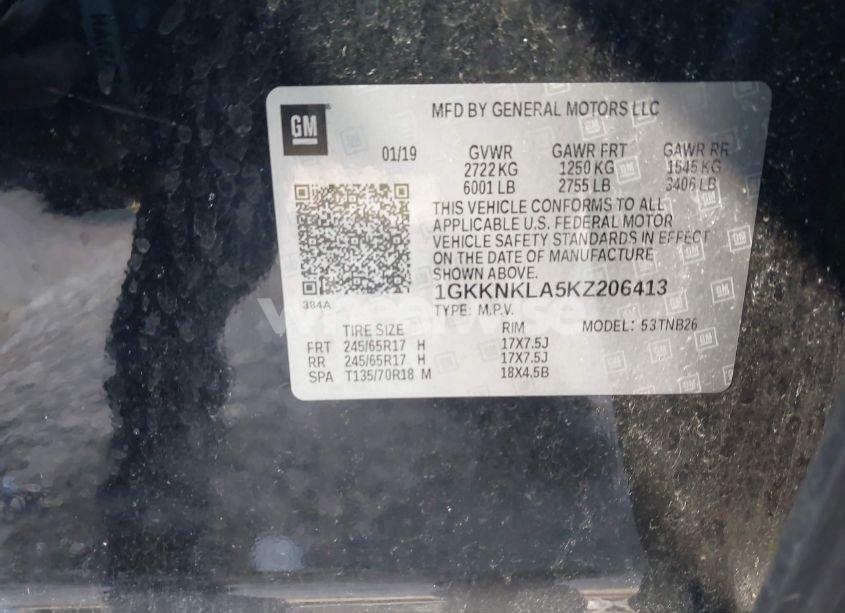 GM
MFD BY GENERAL MOTORS LLC
01/19 GVWR GAWR FRT GAWR RR
2722 KG 1250 KG 1545 KG
6001 LB 2755 LB 3406 LB
THIS VEHICLE CONFORMS TO ALL
APPLICABLE U.S. FEDERAL MOTOR
VEHICLE SAFETY STANDARDS IN EFFECT
ON THE DATE OF MANUFACTURE
SHOWN ABOVE.
384A
1GKKNKLA5KZ206413
TYPE: M.P.V. MODEL: 53TNB26
wheelwise
TIRE SIZE RIM
FRT 245/65R17 H 17X7.5J
RR 245/65R17 H 17X7.5J
SPA T135/70R18 M 18X4.5B